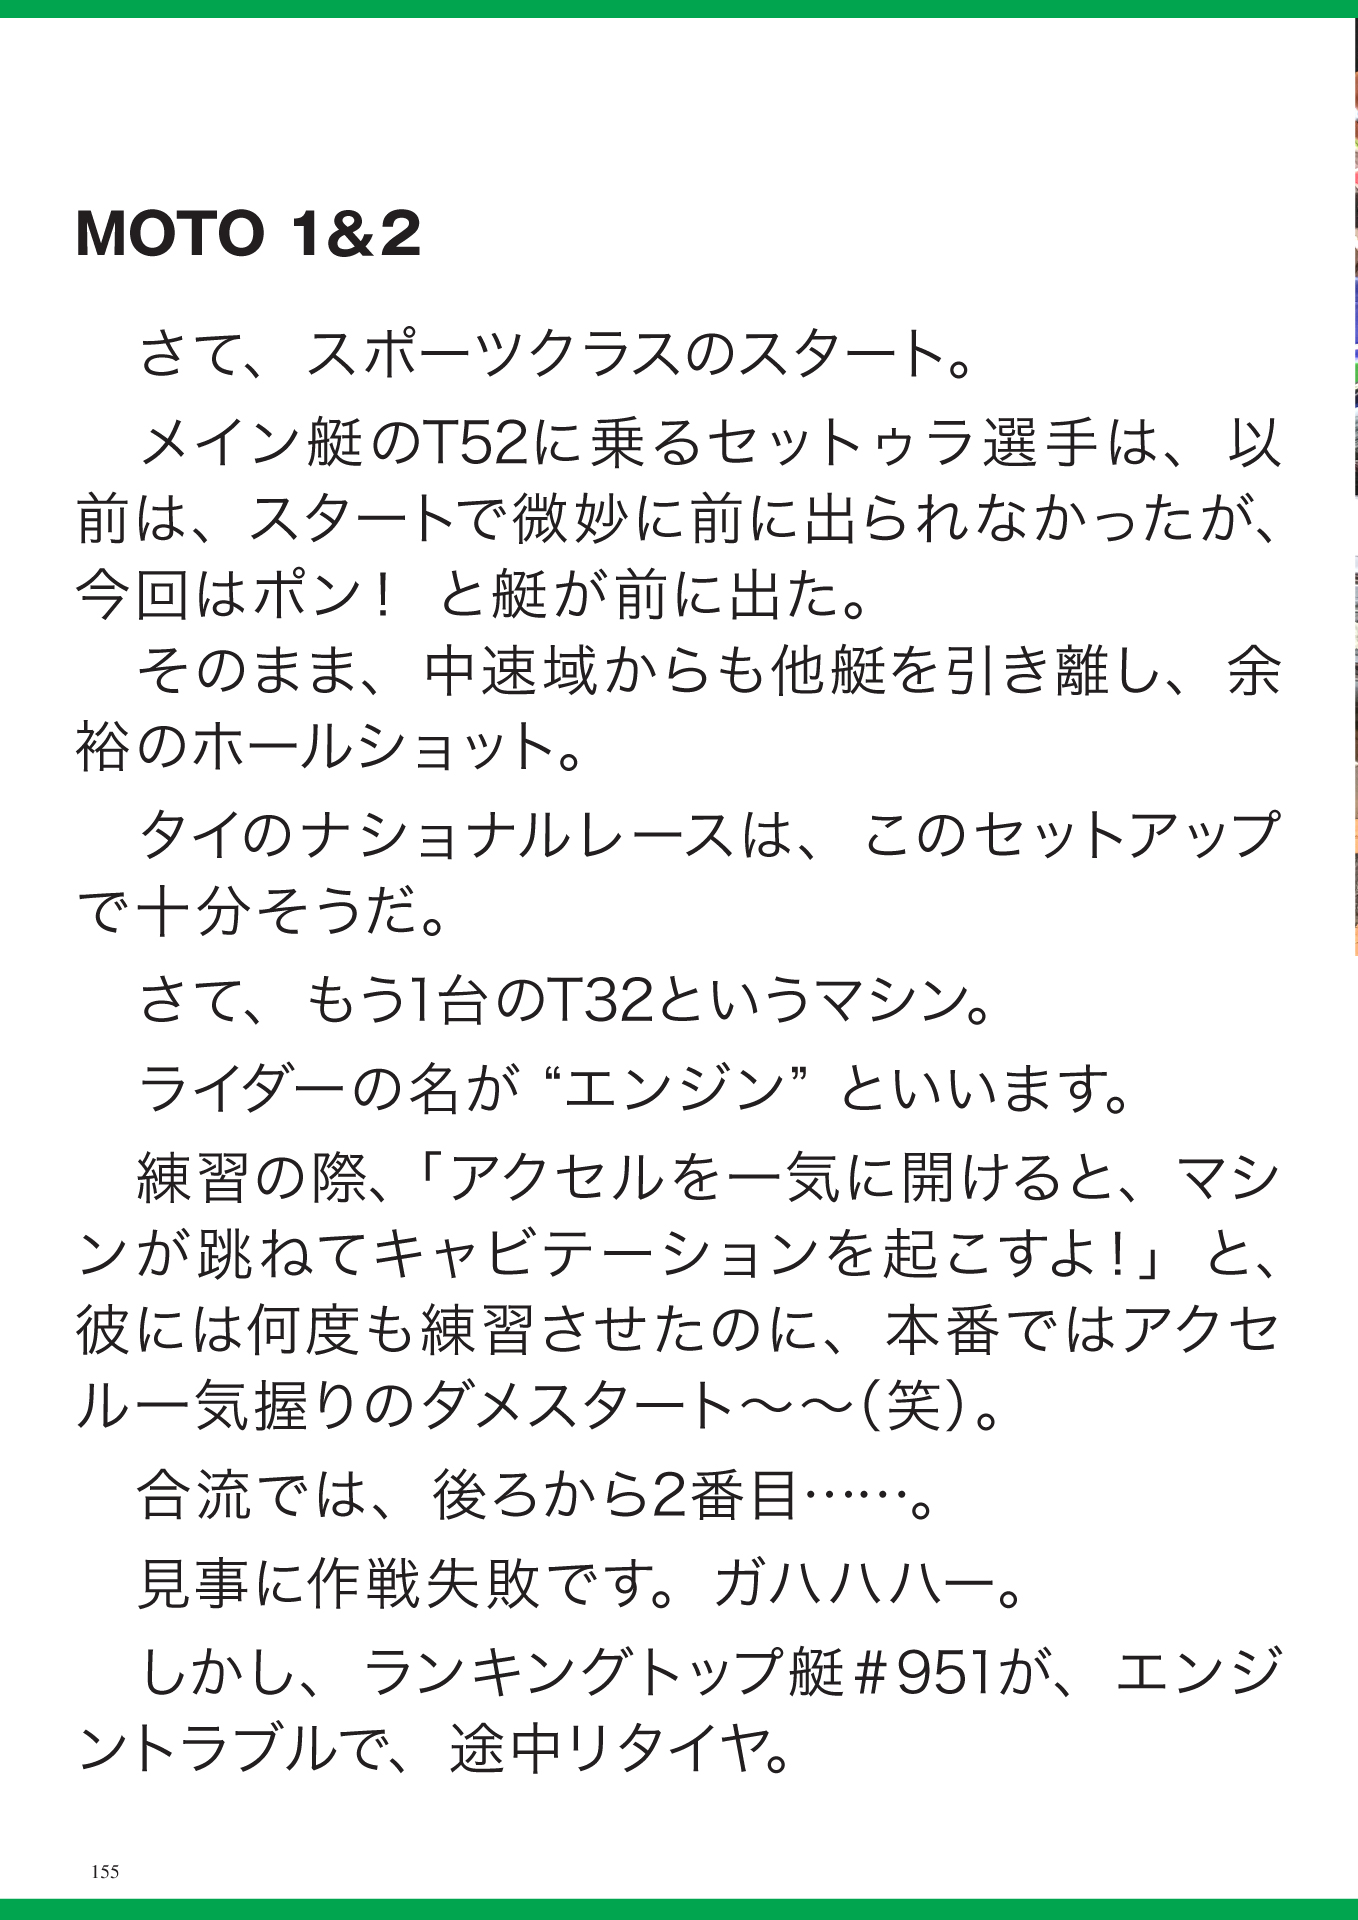 MOTO 1&2
さて、スポーツクラスのスタート。
メイン艇のT52に乗るセットゥラ選手は、以
前は、スタートで微妙に前に出られなかったが、
今回はポン！ と艇が前に出た。
そのまま、中速域からも他艇を引き離し、余
裕のホールショット。
タイのナショナルレースは、このセットアップ
で十分そうだ。
さて、もう1台のT32というマシン。
ライダーの名が“エンジン”といいます。
練習の際、「アクセルを一気に開けると、マシ
ンが跳ねてキャビテーションを起こすよ！」と、
彼には何度も練習させたのに、本番ではアクセ
ル一気握りのダメスタート〜〜（笑）。
合流では、後ろから2番目……。
見事に作戦失敗です。ガハハハー。
しかし、ランキングトップ艇＃951が、エンジ
ントラブルで、途中リタイヤ。
155